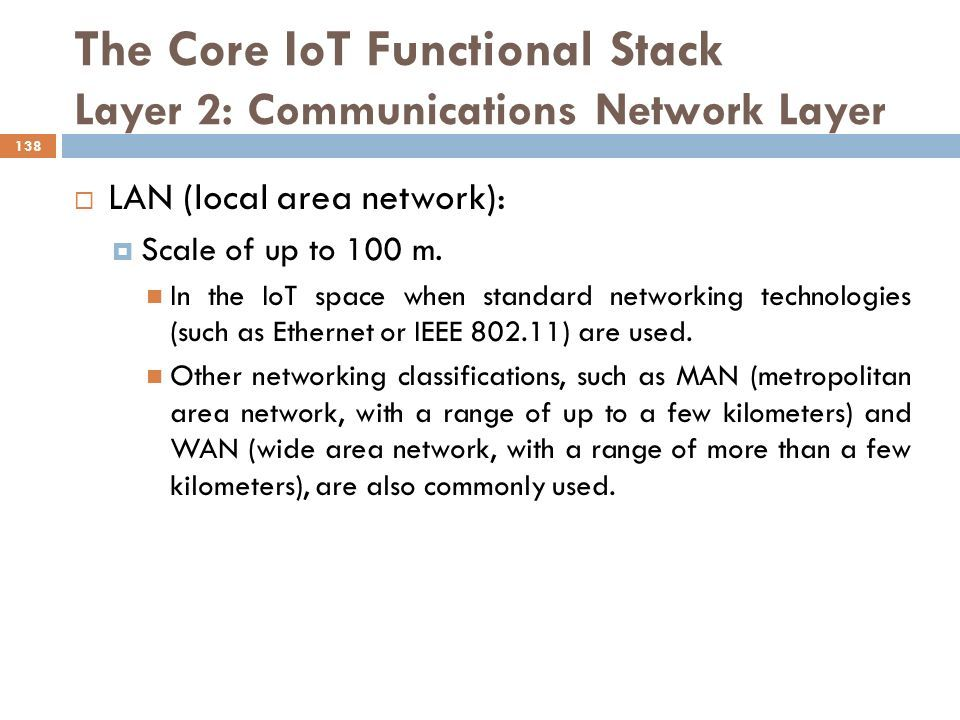 The Core IoT Functional Stack
Layer 2: Communications Network Layer
138
LAN (local area network):
Scale of up to 100 m.
In the IoT space when standard networking technologies
(such as Ethernet or IEEE 802.11) are used.
Other networking classifications, such as MAN (metropolitan
area network, with a range of up to a few kilometers) and
WAN (wide area network, with a range of more than a few
kilometers), are also commonly used.